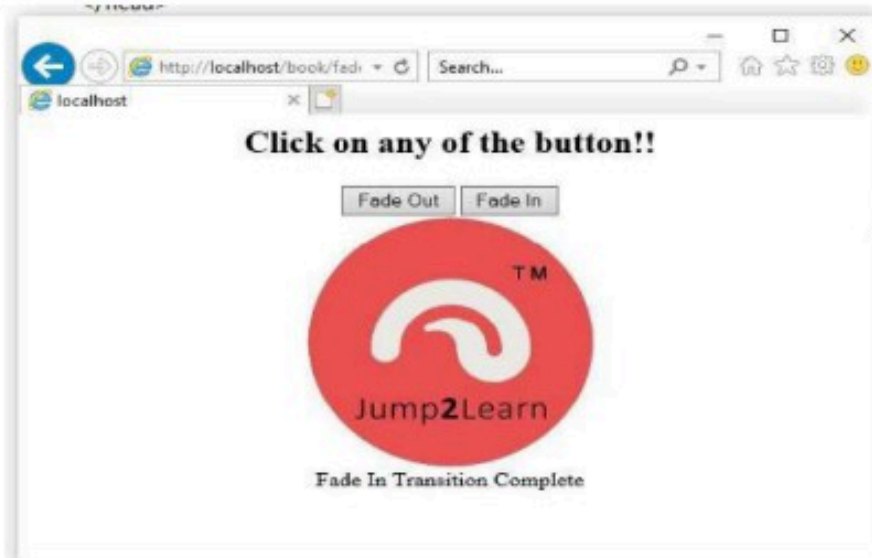 </head>
http://localhost/book/fad
Search...
localhost
Click on any of the button!!
Fade Out
Fade In
TM
Jump2Learn
Fade In Transition Complete